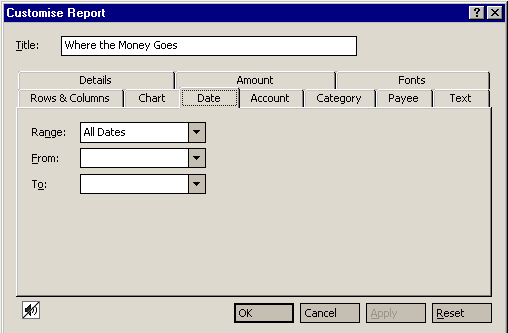 Customise Report
Title: Where the Money Goes
Details Amount Fonts
Rows & Columns Chart Date Account Category Payee Text
Range: All Dates
From:
To:
OK Cancel Apply Reset